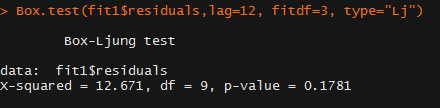 > Box.test(fit1$residuals,lag=12, fitdf=3, type="Lj")
Box-Ljung test
data:  fit1$residuals
X-squared = 12.671, df = 9, p-value = 0.1781